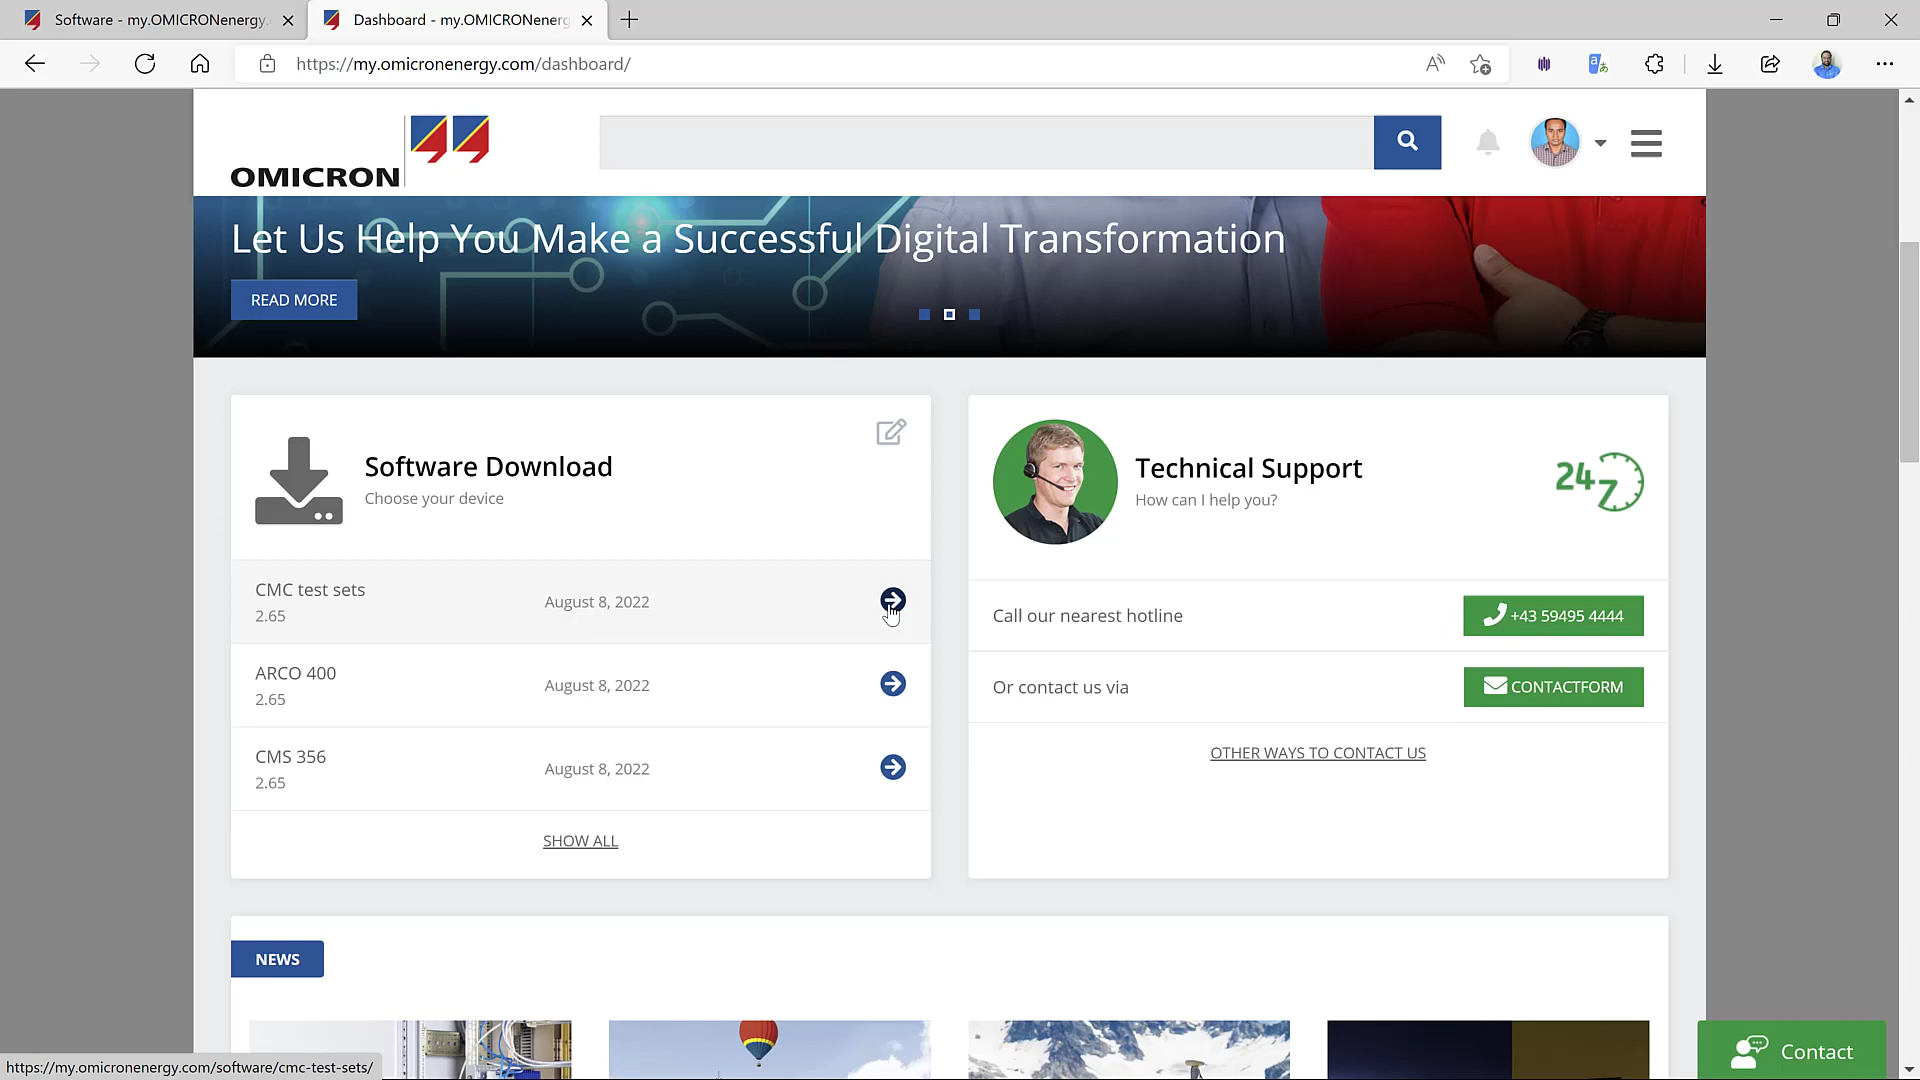 Software - my.OMICRONenergy.
Dashboard - my.OMICRONenerg
https://my.omicronenergy.com/dashboard/
OMICRON
Let Us Help You Make a Successful Digital Transformation
READ MORE
Software Download
Choose your device
CMC test sets
2.65
August 8, 2022
ARCO 400
2.65
August 8, 2022
CMS 356
2.65
August 8, 2022
SHOW ALL
Technical Support
How can I help you?
24
7
Call our nearest hotline
+43 59495 4444
Or contact us via
CONTACTFORM
OTHER WAYS TO CONTACT US
NEWS
Contact
https://my.omicronenergy.com/software/cmc-test-sets/